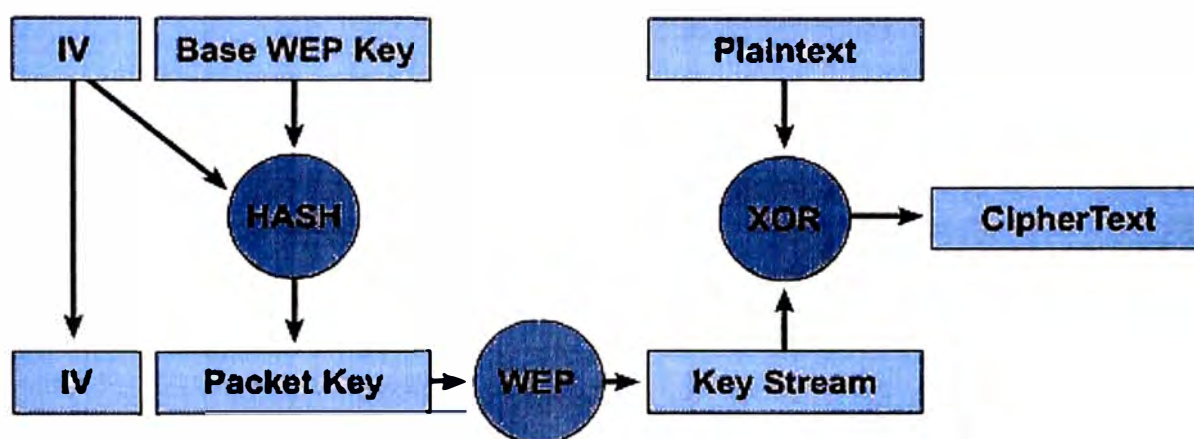 IV
Base WEP Key
Plaintext
HASH
XOR
CipherText
IV
Packet Key
WEP
Key Stream